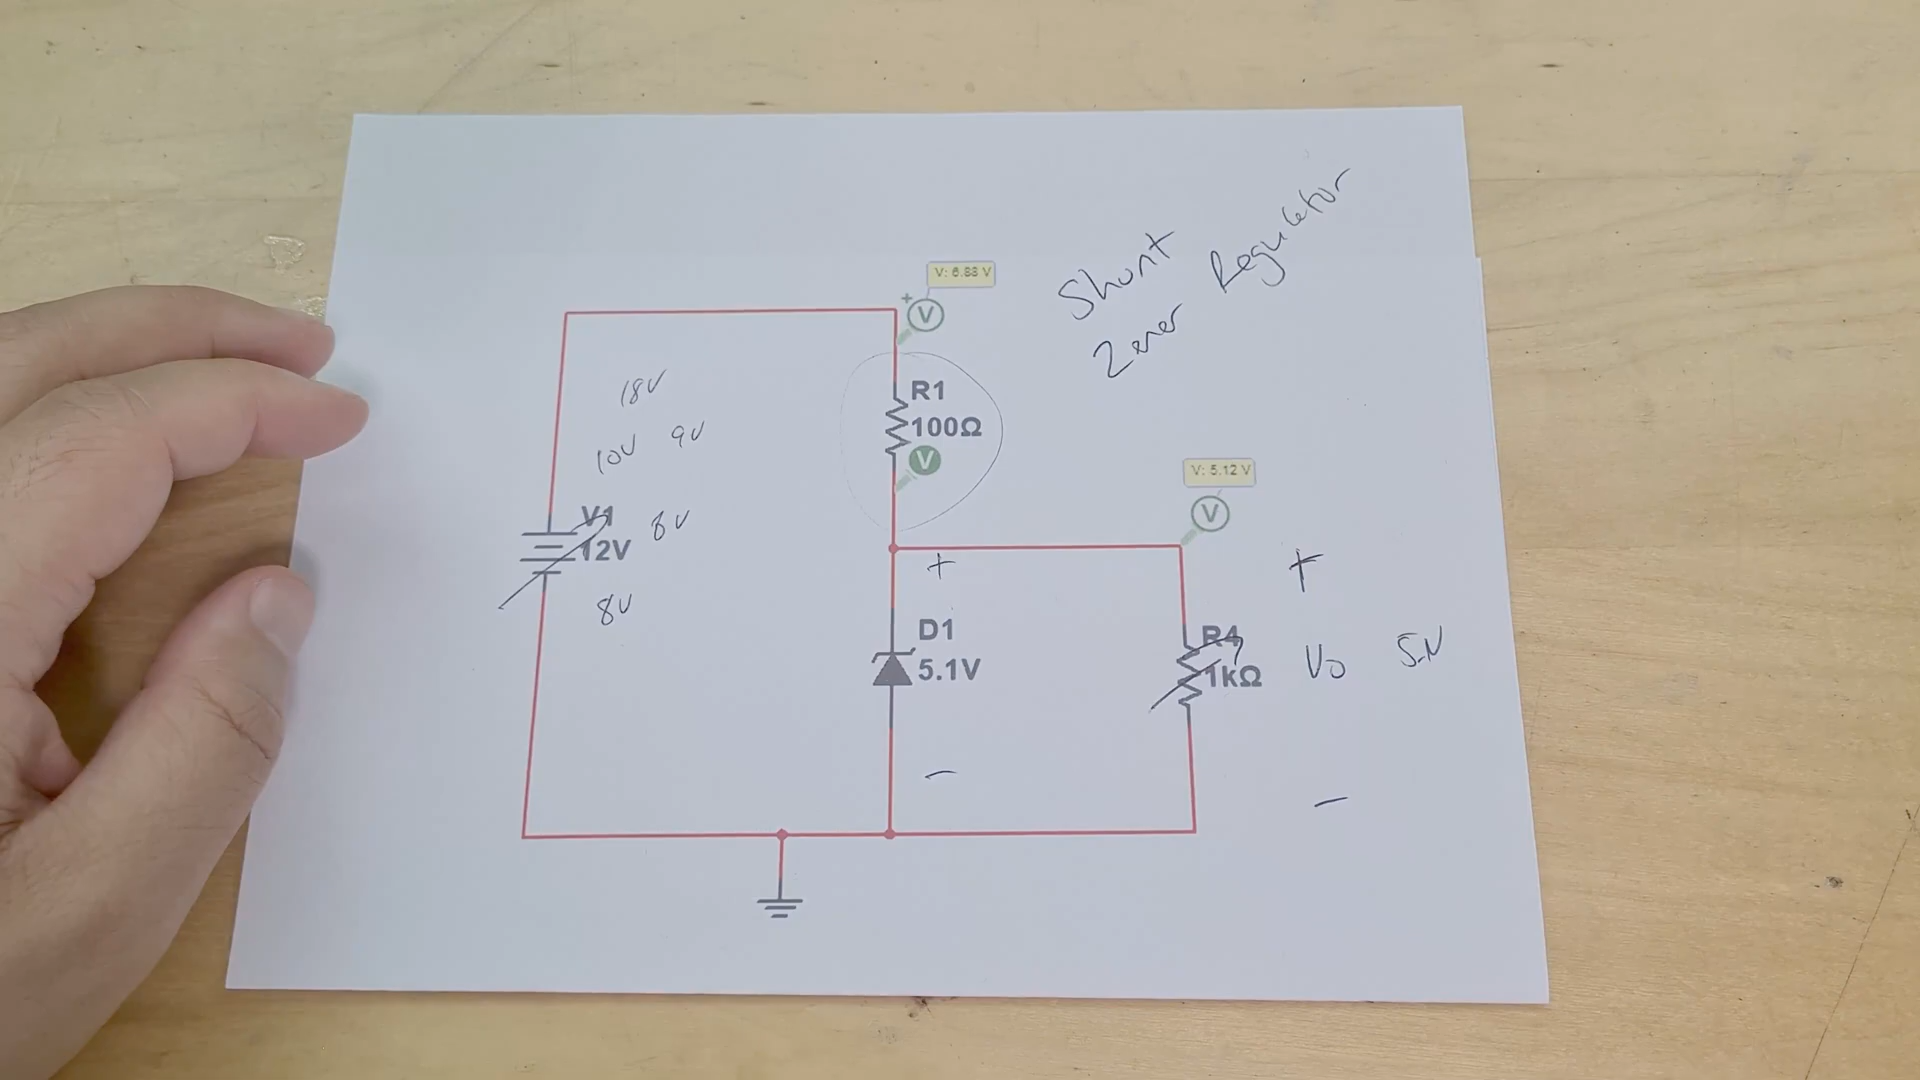 Shunt
Zener Regulator
V: 6.88 V
+
V
18V
R1
100Ω
10V 9V
V
V: 5.12 V
V
V1
12V
8V
8V
+
+
D1
5.1V
R4
1kΩ
Vo
5.1V
-
-